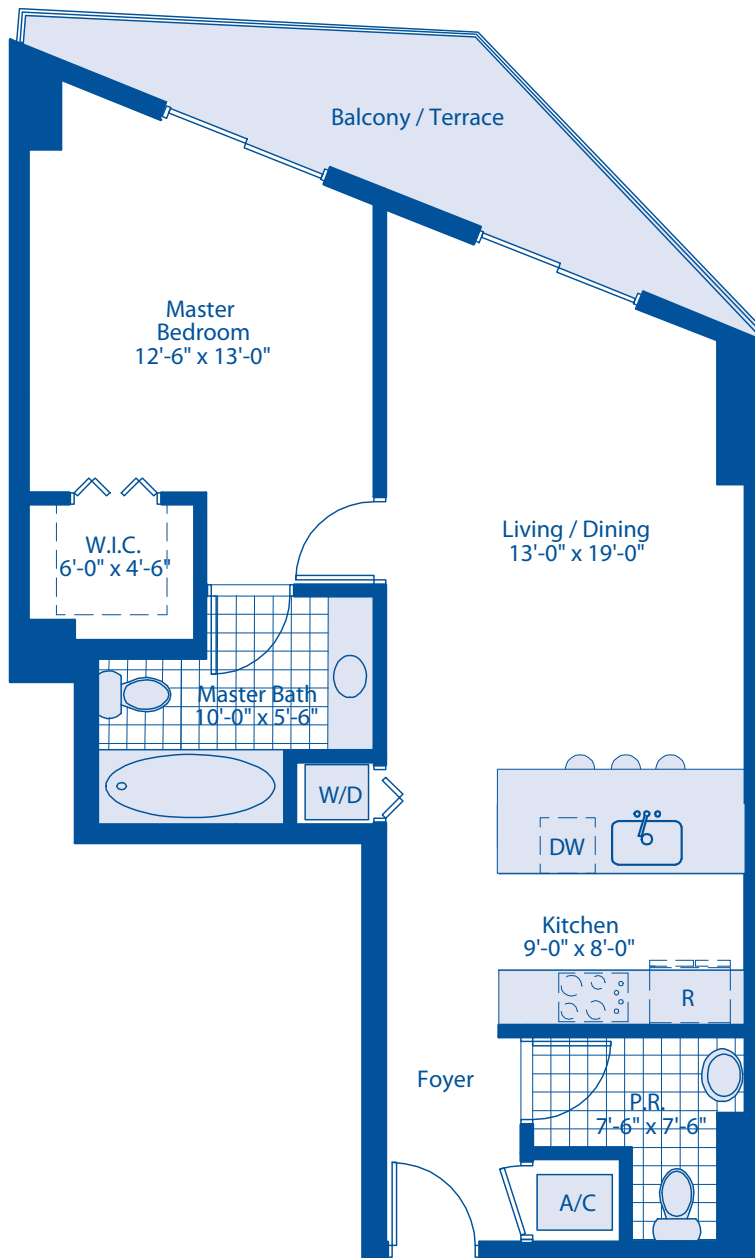 Balcony / Terrace
Master
Bedroom
12'-6" x 13'-0"
W.I.C.
6'-0" x 4'-6"
Living / Dining
13'-0" x 19'-0"
Master Bath
10'-0" x 5'-6"
W/D
DW
Kitchen
9'-0" x 8'-0"
R
Foyer
P.R.
7'-6" x 7'-6"
A/C